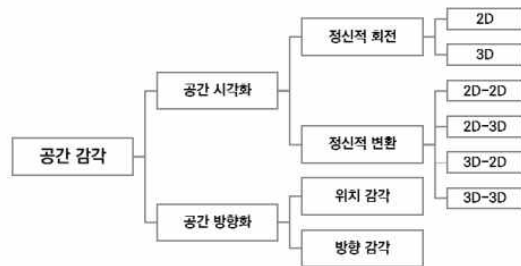 2D
정신적 회전
3D
공간 시각화
2D-2D
2D-3D
정신적 변환
공간 감각
3D-2D
위치 감각
3D-3D
공간 방향화
방향 감각